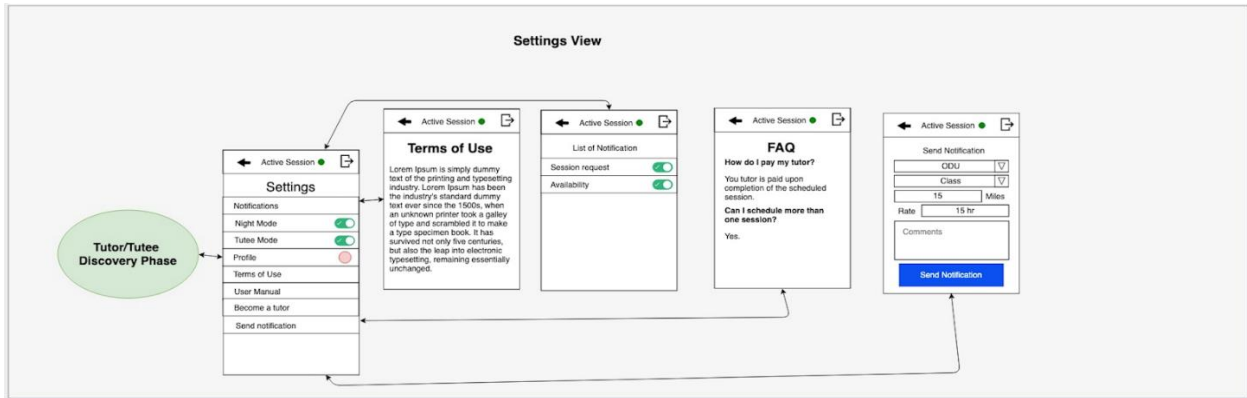 Settings View
Tutor/Tutee
Discovery Phase
Active Session
Settings
Notifications
Night Mode
Tutee Mode
Profile
Terms of Use
User Manual
Become a tutor
Send notification
Active Session
Terms of Use
Lorem Ipsum is simply dummy
text of the printing and typesetting
industry. Lorem Ipsum has been
the industry's standard dummy
text ever since the 1500s, when
an unknown printer took a galley
of type and scrambled it to make
a type specimen book. It has
survived not only five centuries,
but also the leap into electronic
typesetting, remaining essentially
unchanged.
Active Session
List of Notification
Session request
Availability
Active Session
FAQ
How do I pay my tutor?
You tutor is paid upon
completion of the scheduled
session.
Can I schedule more than
one session?
Yes.
Active Session
Send Notification
ODU
Class
15 Miles
Rate 15 hr
Comments
Send Notification